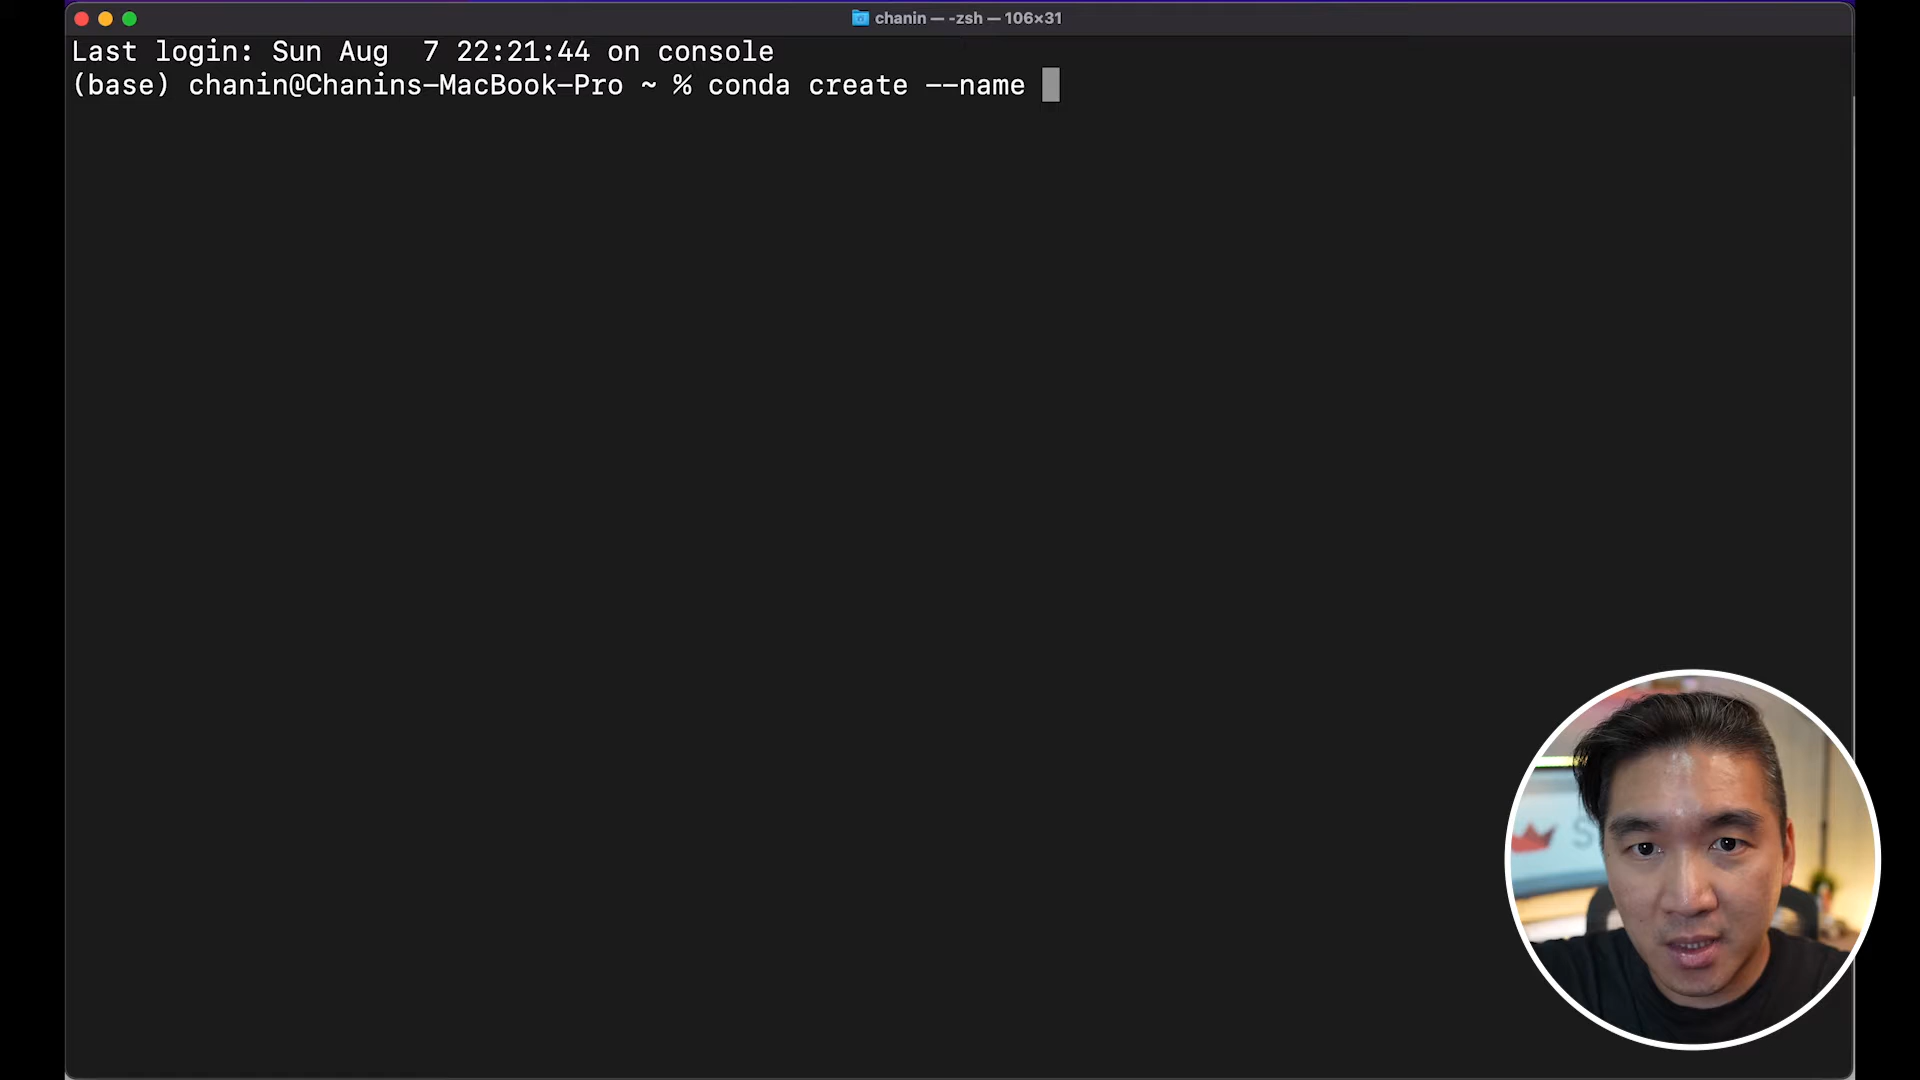 chanin — -zsh — 106×31
Last login: Sun Aug  7 22:21:44 on console
(base) chanin@Chanins-MacBook-Pro ~ % conda create --name
S